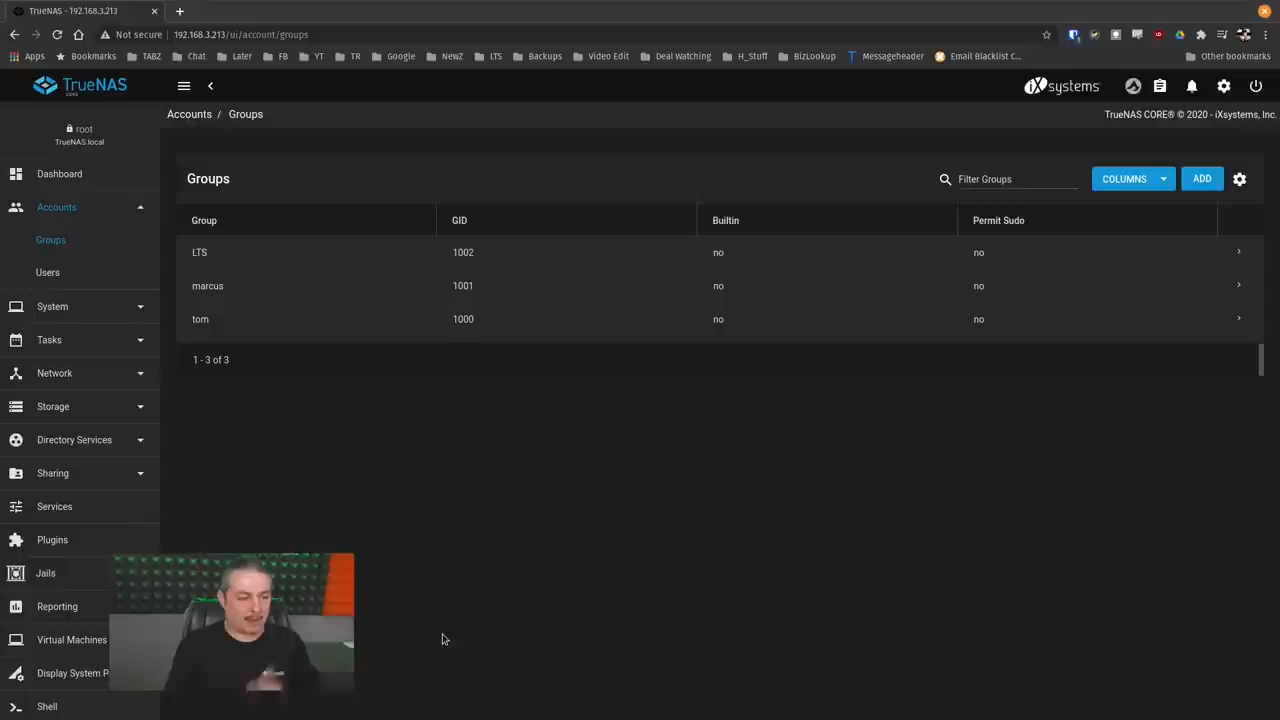 TrueNAS - 192.168.3.213
Not secure 192.168.3.213/ui/account/groups
Apps Bookmarks TABZ Chat Later FB YT TR Google NewZ LTS Backups Video Edit Deal Watching H_Stuff BizLookup Messageheader Email Blacklist C... Other bookmarks
TrueNAS
CORE
iXsystems
root
TrueNAS.local
Accounts / Groups
TrueNAS CORE® © 2020 - iXsystems, Inc.
Dashboard
Accounts
Groups
Users
System
Tasks
Network
Storage
Directory Services
Sharing
Services
Plugins
Jails
Reporting
Virtual Machines
Display System P
Shell
Groups
Filter Groups
COLUMNS
ADD
Group GID Builtin Permit Sudo
LTS 1002 no no
marcus 1001 no no
tom 1000 no no
1 - 3 of 3